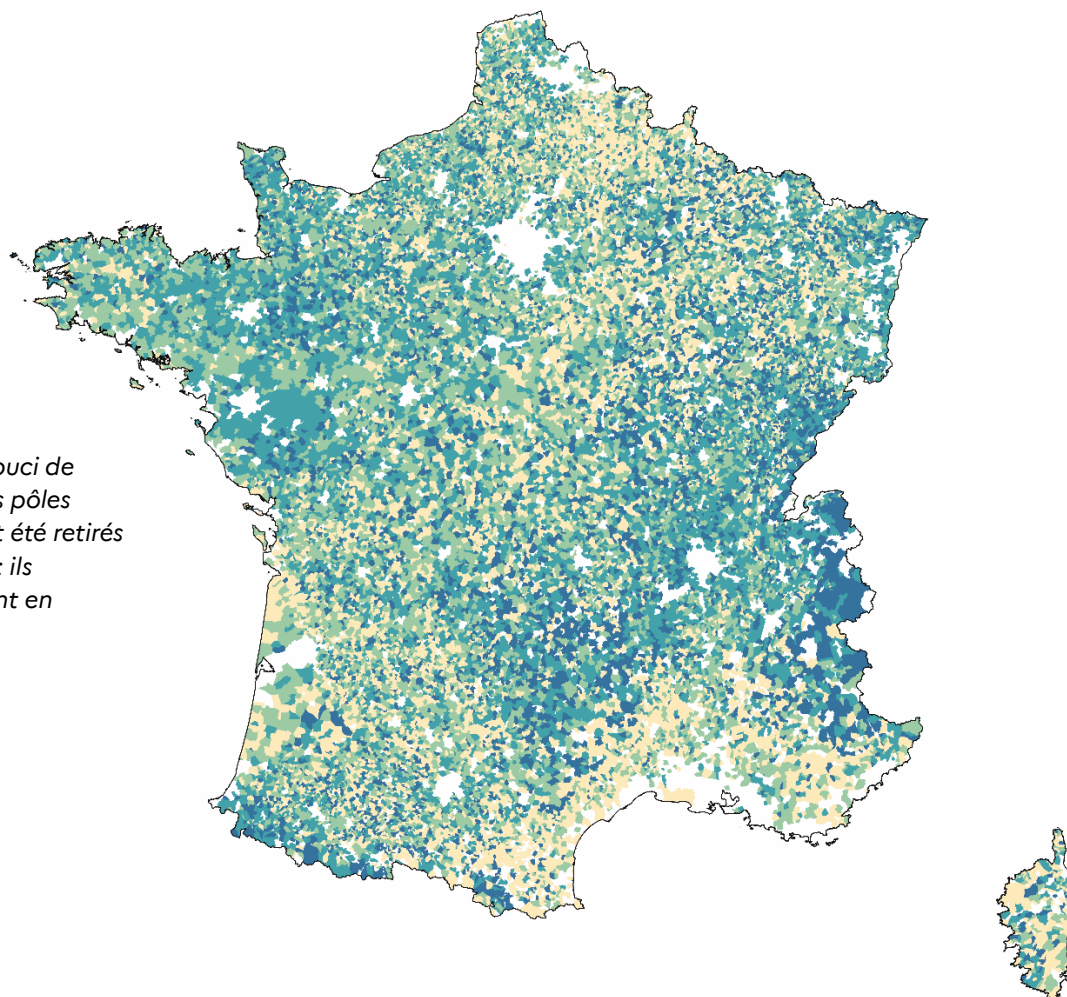 ouci de
s pôles
t été retirés
: ils
nt en